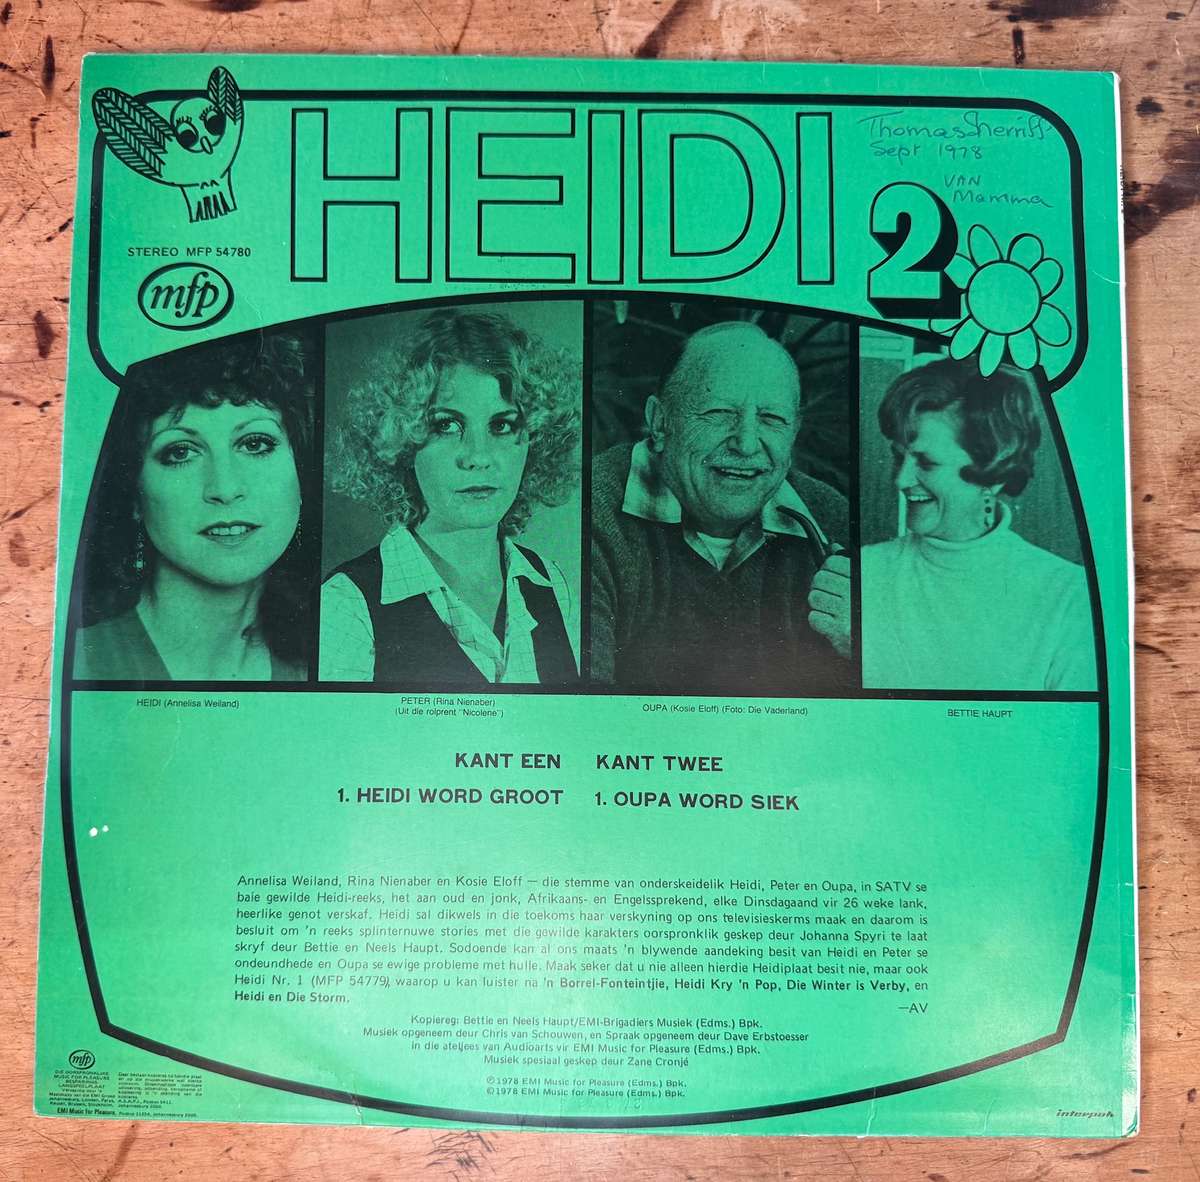 HEIDI 2
Thomas Sherriff
Sept 1978
VAN
Mamma
STEREO MFP 54780
mfp
HEIDI (Annelisa Weiland)
PETER (Rina Nienaber)
(Uit die rolprent "Nicolene")
OUPA (Kosie Eloff) (Foto: Die Vaderland)
BETTIE HAUPT
KANT EEN
1. HEIDI WORD GROOT
KANT TWEE
1. OUPA WORD SIEK
Annelisa Weiland, Rina Nienaber en Kosie Eloff — die stemme van onderskeidelik Heidi, Peter en Oupa, in SATV se
baie gewilde Heidi-reeks, het aan oud en jonk, Afrikaans- en Engelssprekend, elke Dinsdagaand vir 26 weke lank,
heerlike genot verskaf. Heidi sal dikwels in die toekoms haar verskyning op ons televisieskerms maak en daarom is
besluit om 'n reeks splinternuwe stories met die gewilde karakters oorspronklik geskep deur Johanna Spyri te laat
skryf deur Bettie en Neels Haupt. Sodoende kan al ons maats 'n blywende aandeking besit van Heidi en Peter se
ondeundhede en Oupa se ewige probleme met hulle. Maak seker dat u nie alleen hierdie Heidiplaat besit nie, maar ook
Heidi Nr. 1 (MFP 54779), waarop u kan luister na 'n Borrel-Fonteintjie, Heidi Kry 'n Pop, Die Winter is Verby, en
Heidi en Die Storm.
—AV
Kopiereg: Bettie en Neels Haupt/EMI-Brigadiers Musiek (Edms.) Bpk.
Musiek opgeneem deur Chris van Schouwen, en Spraak opgeneem deur Dave Erbstoesser
in die ateljees van Audioarts vir EMI Music for Pleasure (Edms.) Bpk.
Musiek spesiaal geskep deur Zane Cronjé
©1978 EMI Music for Pleasure (Edms.) Bpk.
©1978 EMI Music for Pleasure (Edms.) Bpk.
mfp
DIE OORSPRONKLIKE
MUSIC FOR PLEASURE
LANGSPEELPLAAT
EMI Music for Pleasure,
interpak